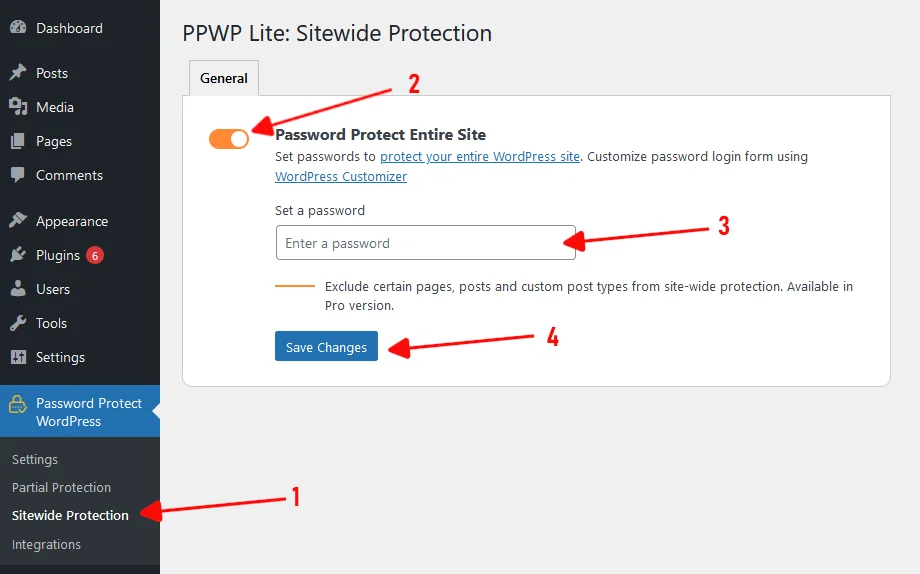 Dashboard
Posts
Media
Pages
Comments
Appearance
Plugins 6
Users
Tools
Settings
Password Protect
WordPress
Settings
Partial Protection
Sitewide Protection
Integrations
1
PPWP Lite: Sitewide Protection
General
2
Password Protect Entire Site
Set passwords to protect your entire WordPress site. Customize password login form using
WordPress Customizer
Set a password
Enter a password
3
Exclude certain pages, posts and custom post types from site-wide protection. Available in
Pro version.
Save Changes
4